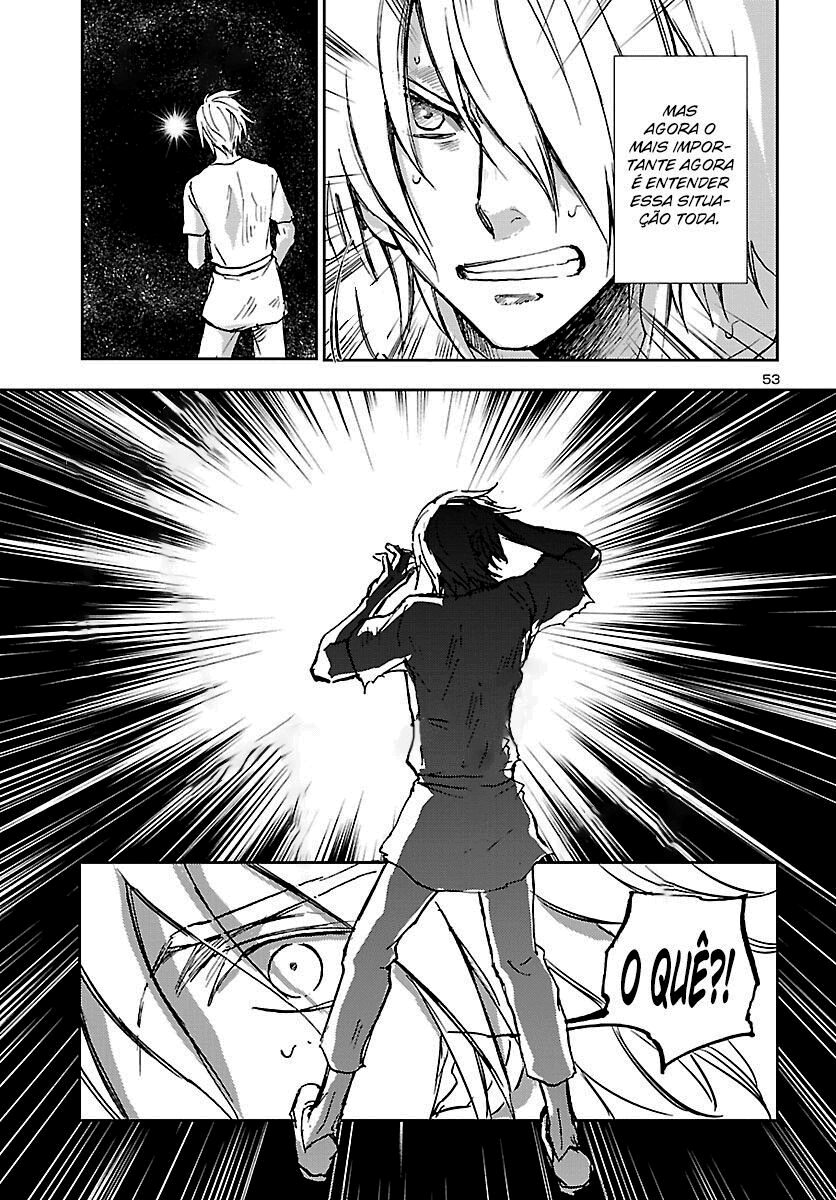 MAS
AGORA O
MAIS IMPOR-
TANTE AGORA
É ENTENDER
ESSA SITUA-
ÇÃO TODA.
53
O QUÊ?!